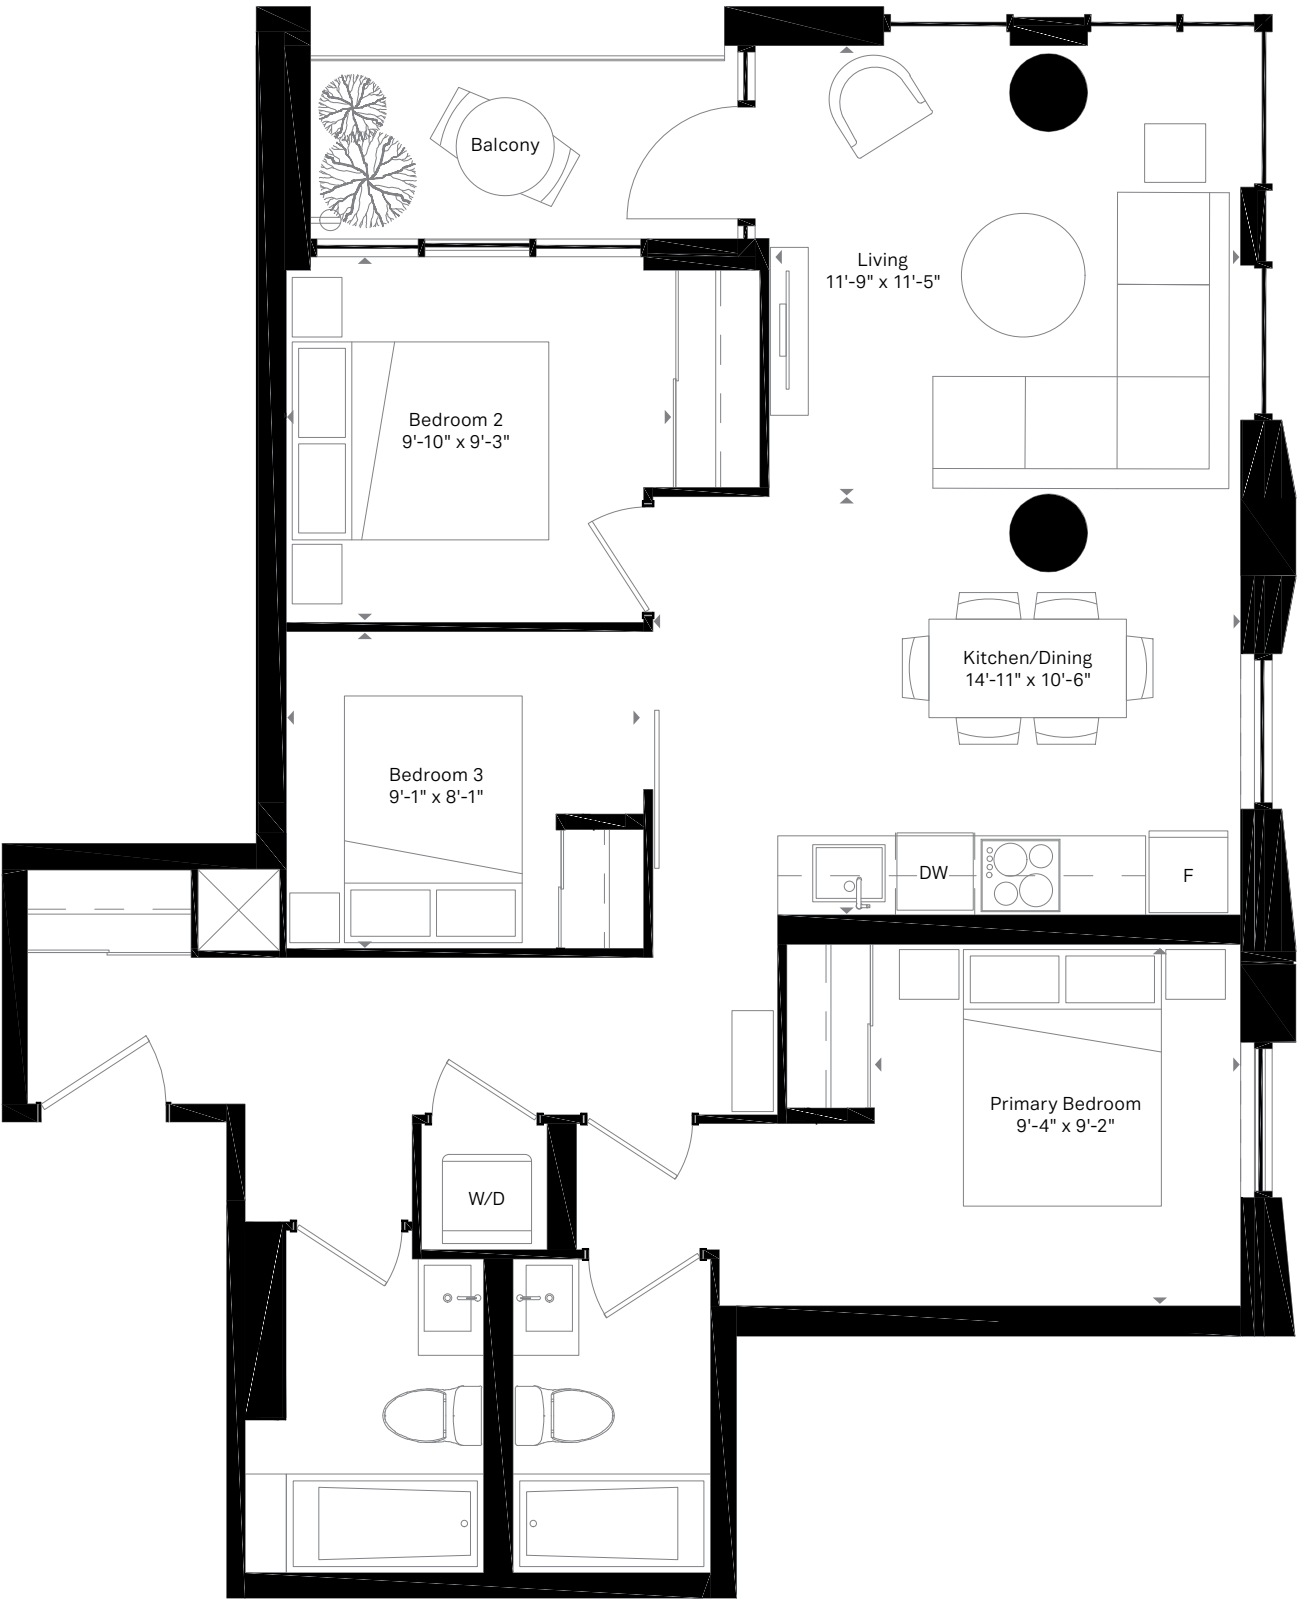 Balcony
Living
11'-9" x 11'-5"
Bedroom 2
9'-10" x 9'-3"
Kitchen/Dining
14'-11" x 10'-6"
Bedroom 3
9'-1" x 8'-1"
DW
F
Primary Bedroom
9'-4" x 9'-2"
W/D